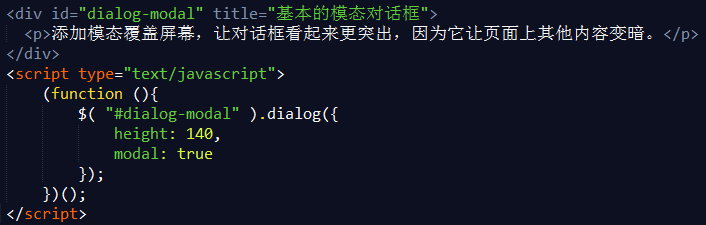 <div id="dialog-modal" title="基本的模态对话框">
  <p>添加模态覆盖屏幕，让对话框看起来更突出，因为它让页面上其他内容变暗。</p>
</div>
<script type="text/javascript">
    (function (){
        $( "#dialog-modal" ).dialog({
            height: 140,
            modal: true
        });
    })();
</script>